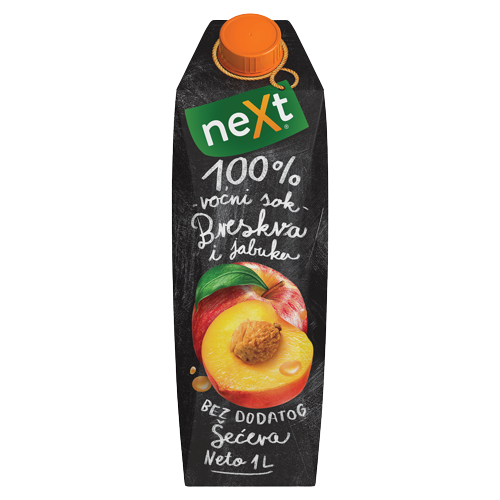 neXt®
100%
-voćni sok-
Breskva
i jabuka
BEZ DODATOG
Šećera
Neto 1L